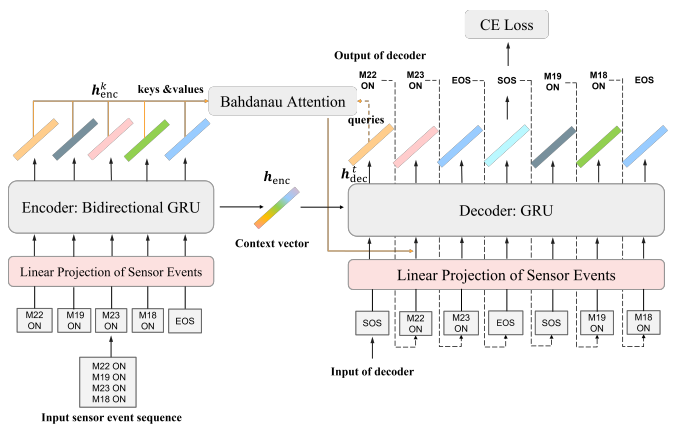 CE Loss
Output of decoder
M22
ON
M23
ON
EOS
SOS
M19
ON
M18
ON
EOS
h^k_enc
keys &values
Bahdanau Attention
queries
h_enc
h^t_dec
Encoder: Bidirectional GRU
Context vector
Decoder: GRU
Linear Projection of Sensor Events
Linear Projection of Sensor Events
M22
ON
M19
ON
M23
ON
M18
ON
EOS
SOS
M22
ON
M23
ON
EOS
SOS
M19
ON
M18
ON
M22 ON
M19 ON
M23 ON
M18 ON
Input of decoder
Input sensor event sequence